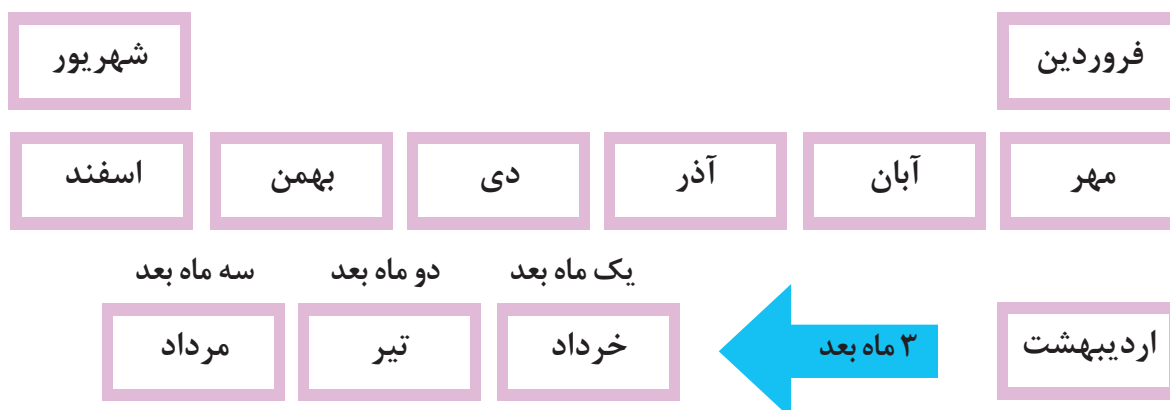 فروردین شهریور
مهر آبان آذر دی بهمن اسفند
یک ماه بعد دو ماه بعد سه ماه بعد
اردیبهشت ۳ ماه بعد خرداد تیر مرداد